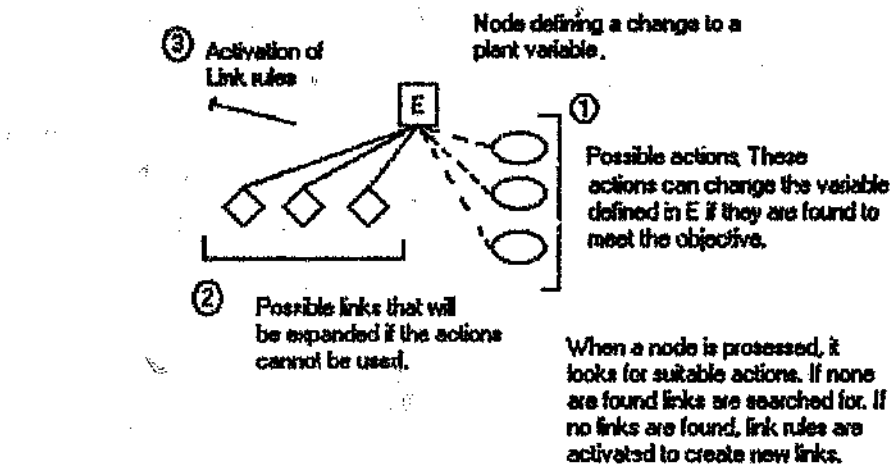 Node defining a change to a
plant variable.
③ Activation of
Link rules
E
①
Possible actions. These
actions can change the variable
defined in E if they are found to
meet the objective.
②
Possible links that will
be expanded if the actions
cannot be used.
When a node is prosessed, it
looks for suitable actions. If none
are found links are searched for. If
no links are found, link rules are
activated to create new links.